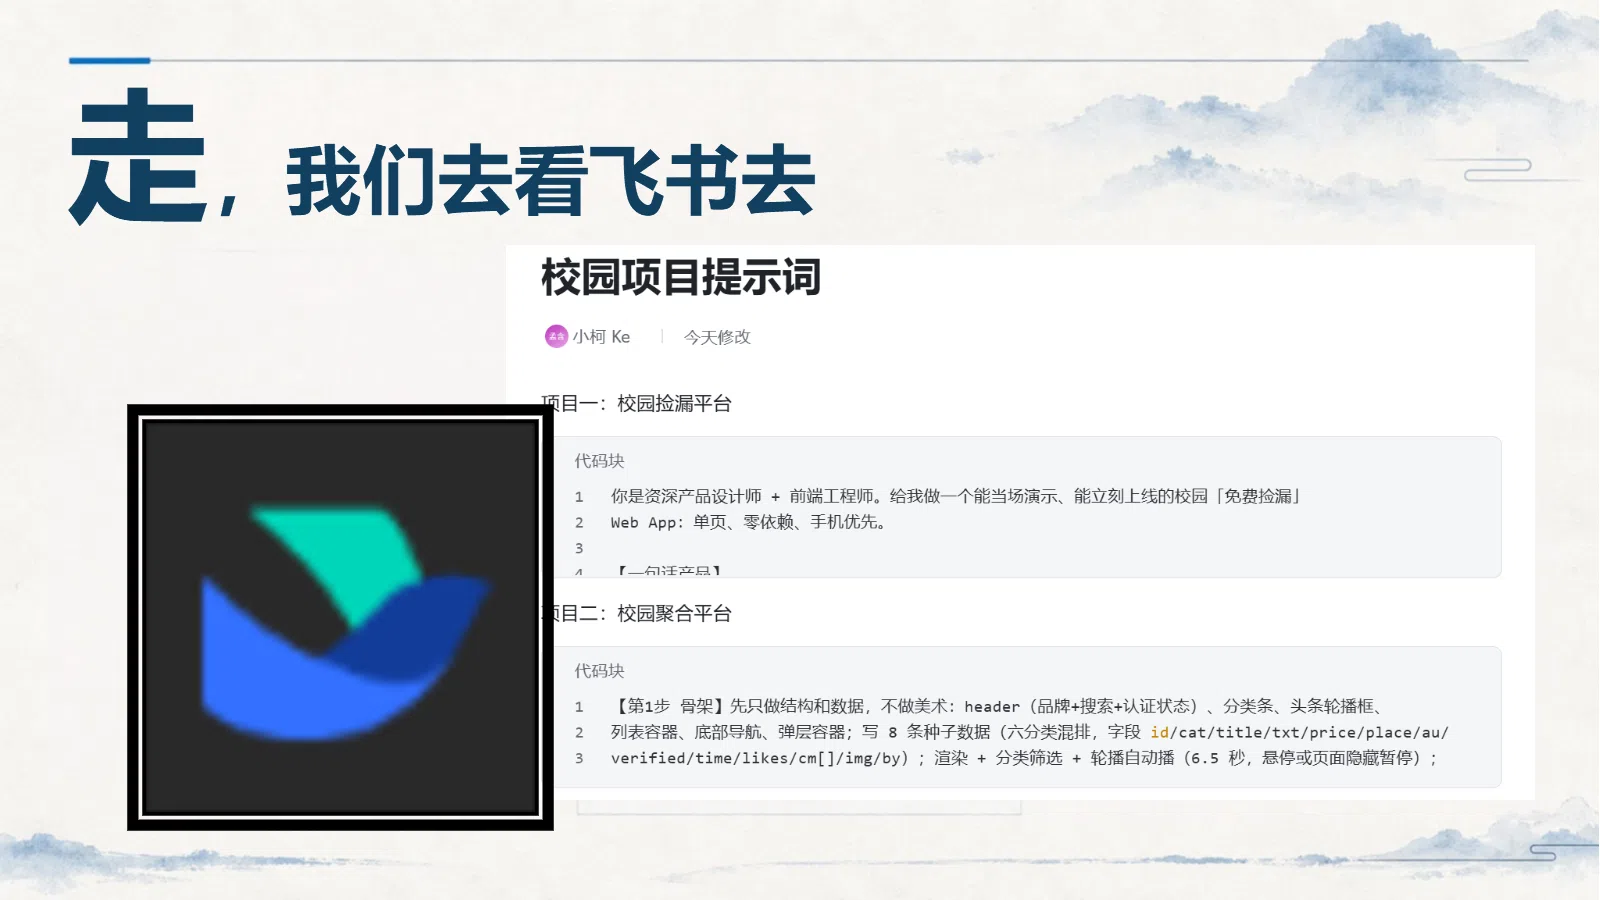 走，我们去看飞书去
校园项目提示词
小柯 Ke
今天修改
项目一：校园捡漏平台
代码块
1 你是资深产品设计师 + 前端工程师。给我做一个能当场演示、能立刻上线的校园「免费捡漏」
2 Web App：单页、零依赖、手机优先。
3
4 【一句话产品】
项目二：校园聚合平台
代码块
1 【第1步 骨架】先只做结构和数据，不做美术：header（品牌+搜索+认证状态）、分类条、头条轮播框、
2 列表容器、底部导航、弹层容器；写 8 条种子数据（六分类混排，字段 id/cat/title/txt/price/place/au/
3 verified/time/likes/cm[]/img/by）；渲染 + 分类筛选 + 轮播自动播（6.5 秒，悬停或页面隐藏暂停）；